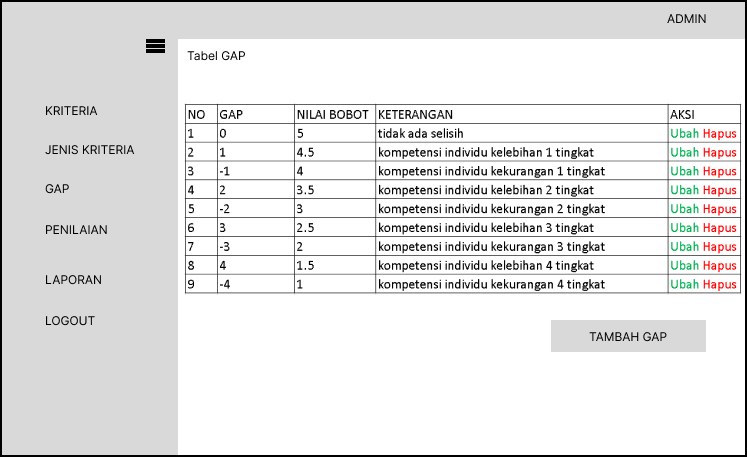 ADMIN
Tabel GAP
KRITERIA
JENIS KRITERIA
GAP
PENILAIAN
LAPORAN
LOGOUT
NO GAP NILAI BOBOT KETERANGAN AKSI
1 0 5 tidak ada selisih Ubah Hapus
2 1 4.5 kompetensi individu kelebihan 1 tingkat Ubah Hapus
3 -1 4 kompetensi individu kekurangan 1 tingkat Ubah Hapus
4 2 3.5 kompetensi individu kelebihan 2 tingkat Ubah Hapus
5 -2 3 kompetensi individu kekurangan 2 tingkat Ubah Hapus
6 3 2.5 kompetensi individu kelebihan 3 tingkat Ubah Hapus
7 -3 2 kompetensi individu kekurangan 3 tingkat Ubah Hapus
8 4 1.5 kompetensi individu kelebihan 4 tingkat Ubah Hapus
9 -4 1 kompetensi individu kekurangan 4 tingkat Ubah Hapus
TAMBAH GAP